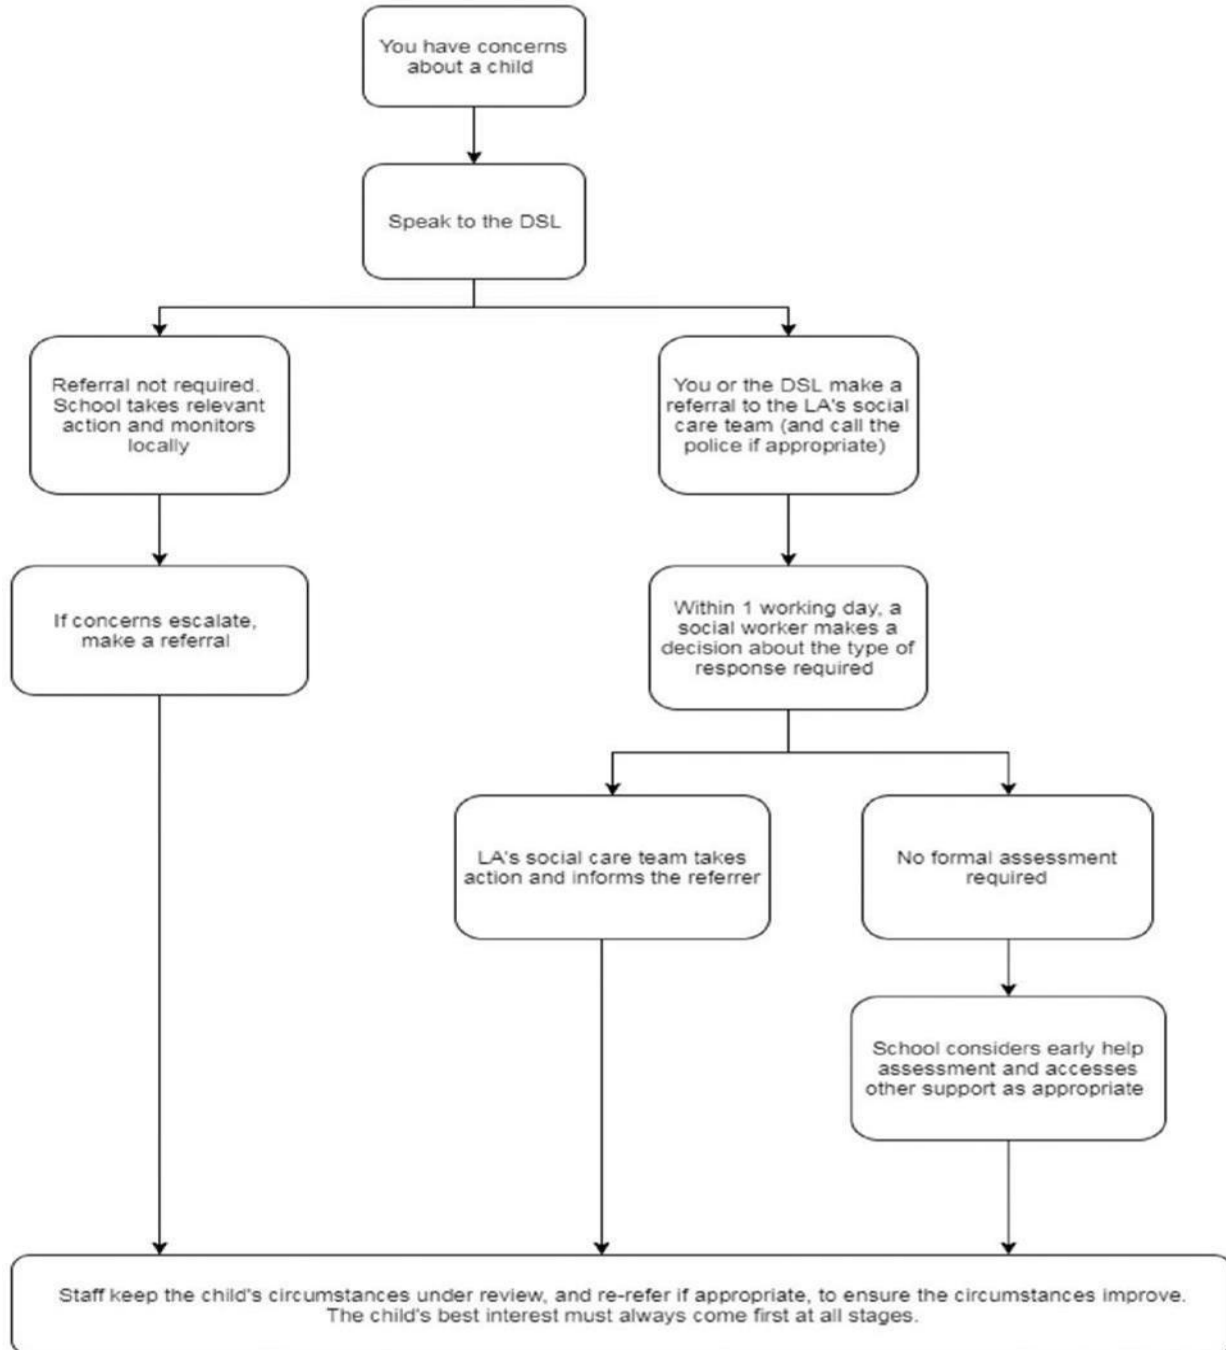 You have concerns
about a child
Speak to the DSL
Referral not required.
School takes relevant
action and monitors
locally
You or the DSL make a
referral to the LA's social
care team (and call the
police if appropriate)
If concerns escalate,
make a referral
Within 1 working day, a
social worker makes a
decision about the type of
response required
LA's social care team takes
action and informs the referrer
No formal assessment
required
School considers early help
assessment and accesses
other support as appropriate
Staff keep the child's circumstances under review, and re-refer if appropriate, to ensure the circumstances improve.
The child's best interest must always come first at all stages.